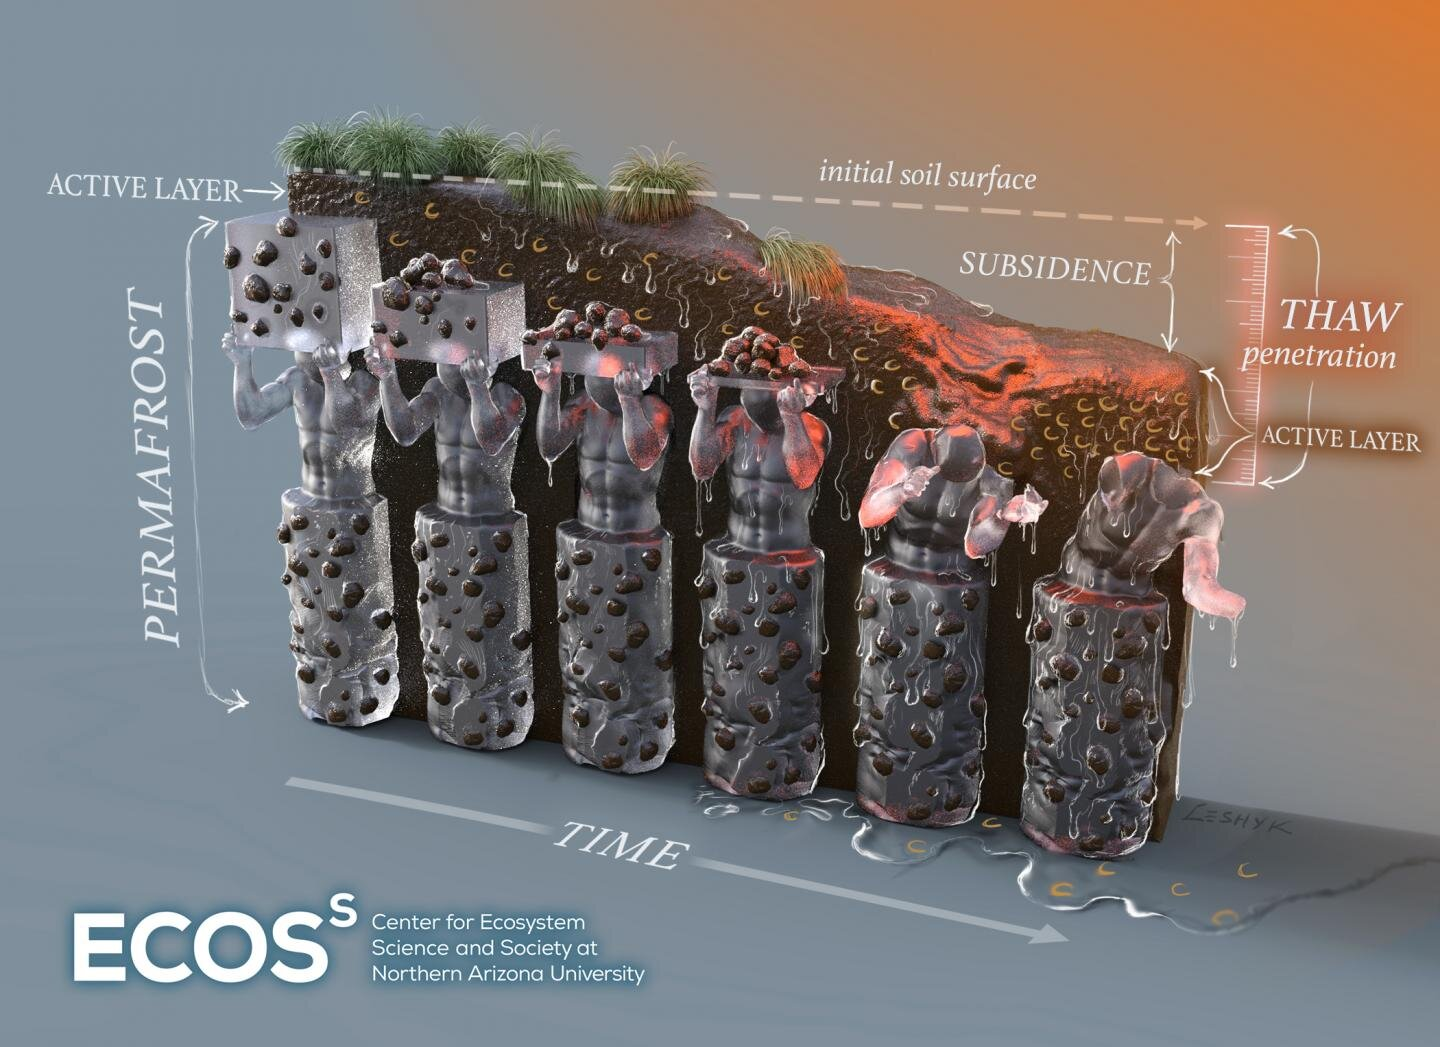 initial soil surface
ACTIVE LAYER
SUBSIDENCE
THAW
penetration
PERMAFROST
ACTIVE LAYER
LESHYK
TIME
ECOSS
Center for Ecosystem
Science and Society at
Northern Arizona University